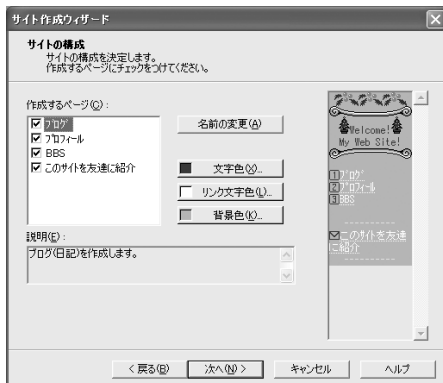 サイト作成ウィザード
サイトの構成
サイトの構成を決定します。
作成するページにチェックをつけてください。
作成するページ(C):
ブログ
プロフィール
BBS
このサイトを友達に紹介
名前の変更(A)
文字色(X)...
リンク文字色(L)...
背景色(K)...
説明(E):
ブログ(日記)を作成します。
Welcome!
My Web Site!
1ブログ
2プロフィール
3BBS
----------
このサイトを友達
に紹介
----------
< 戻る(B)
次へ(N) >
キャンセル
ヘルプ